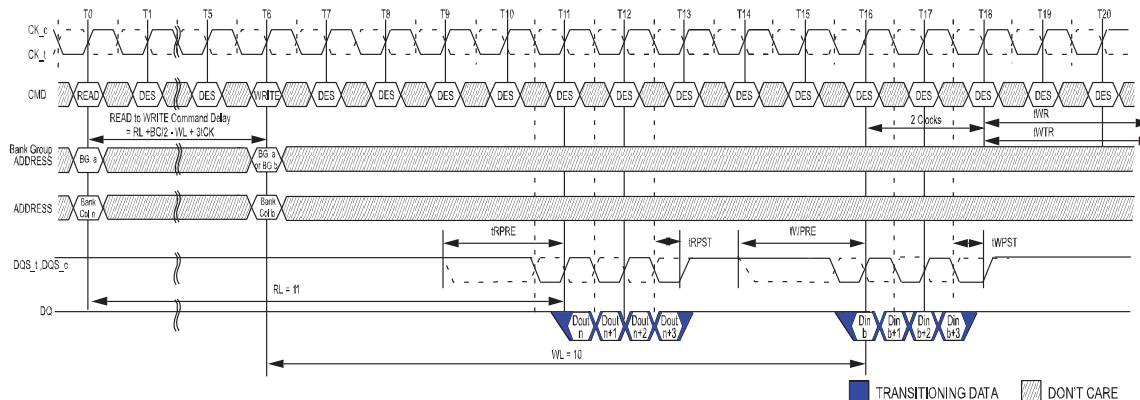 T0 T1 T5 T6 T7 T8 T9 T10 T11 T12 T13 T14 T15 T16 T17 T18 T19 T20
CK_c
CK_t
CMD READ DES DES WRITE DES DES DES DES DES DES DES DES DES DES DES DES DES DES
READ to WRITE Command Delay
= RL +BC/2 - WL + 3tCK
2 Clocks
tWR
tWTR
Bank Group
ADDRESS
BG a
BG a
or BG b
ADDRESS
Bank
Col n
Bank
Col b
tRPRE tRPST tWPRE tWPST
DQS_t ,DQS_c
RL = 11
DQ
Dout
n
Dout
n+1
Dout
n+2
Dout
n+3
Din
b
Din
b+1
Din
b+2
Din
b+3
WL = 10
TRANSITIONING DATA DON'T CARE